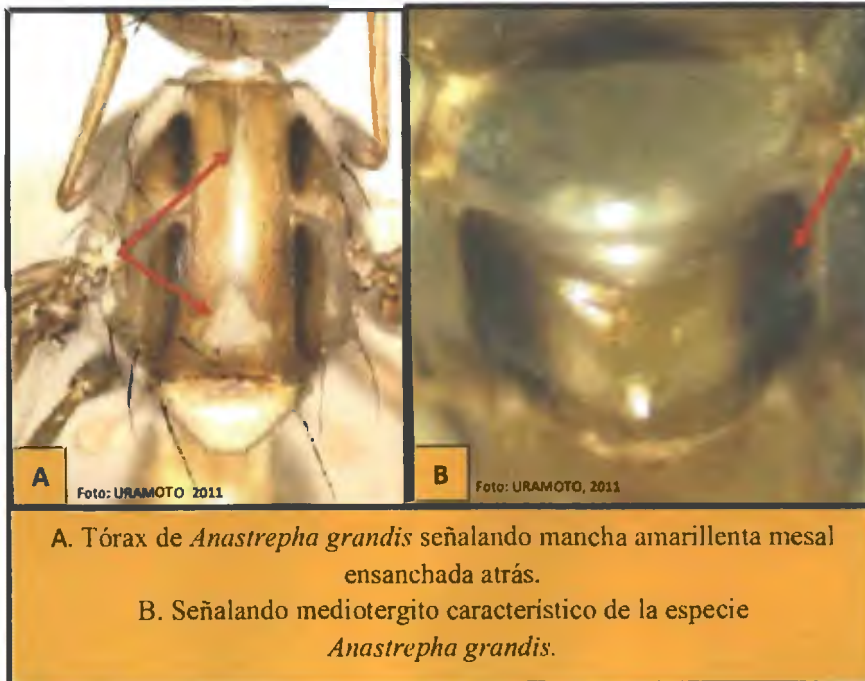 A
Foto: URAMOTO 2011
B
Foto: URAMOTO, 2011
A. Tórax de Anastrepha grandis señalando mancha amarillenta mesal
ensanchada atrás.
B. Señalando mediotergito característico de la especie
Anastrepha grandis.